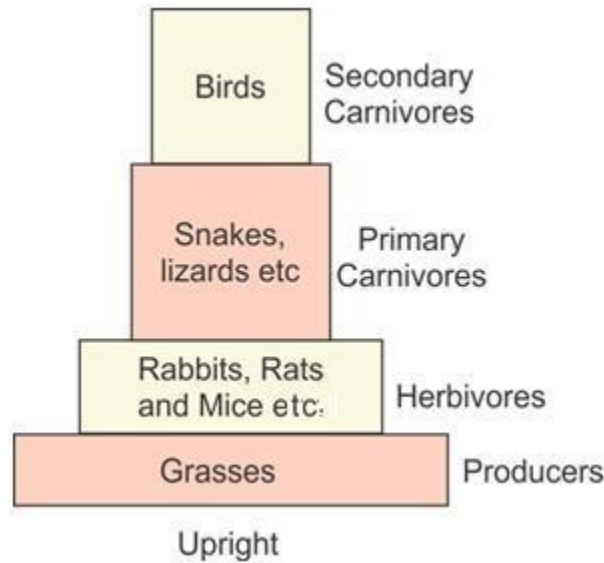 Birds
Secondary
Carnivores
Snakes,
lizards etc
Primary
Carnivores
Rabbits, Rats
and Mice etc.
Herbivores
Grasses
Producers
Upright